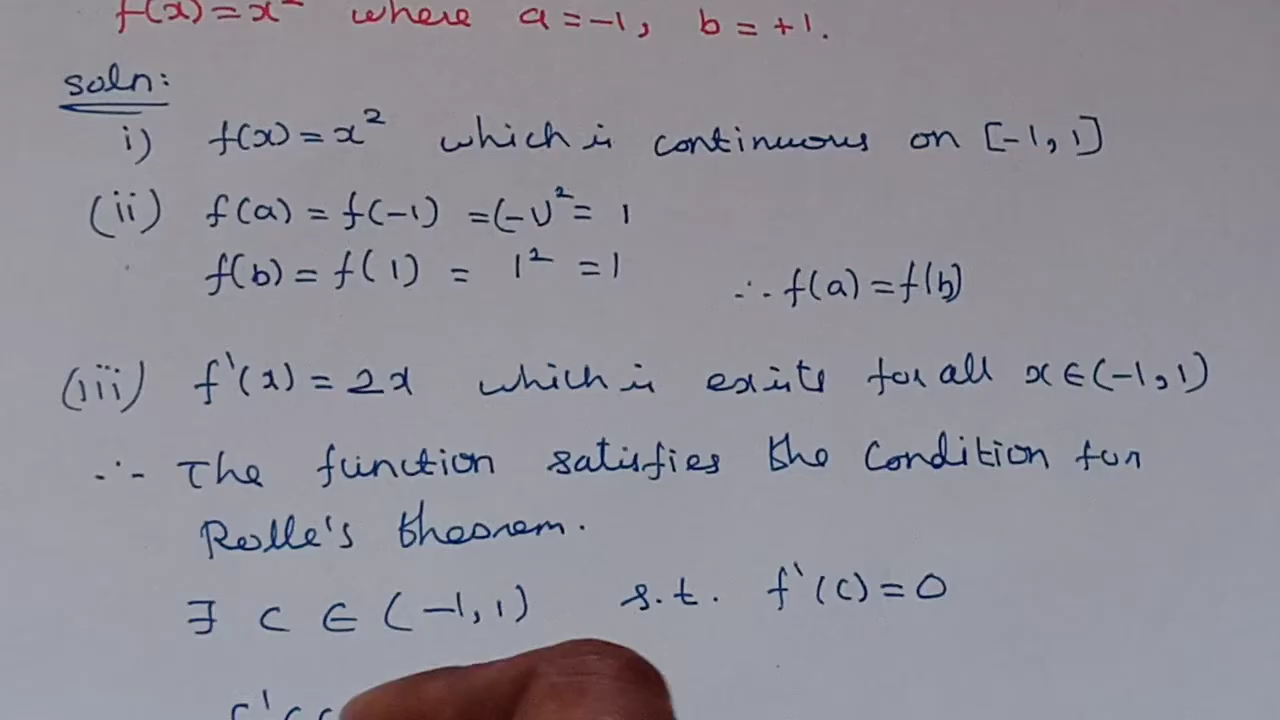 f(x) = x² where a = -1, b = +1.
soln:
i) f(x) = x² which is continuous on [-1, 1]
(ii) f(a) = f(-1) = (-1)² = 1
f(b) = f(1) = 1² = 1
∴ f(a) = f(b)
(iii) f'(x) = 2x which is exists for all x ∈ (-1, 1)
∴ The function satisfies the condition for
Rolle's theorem.
∃ c ∈ (-1, 1) s.t. f'(c) = 0